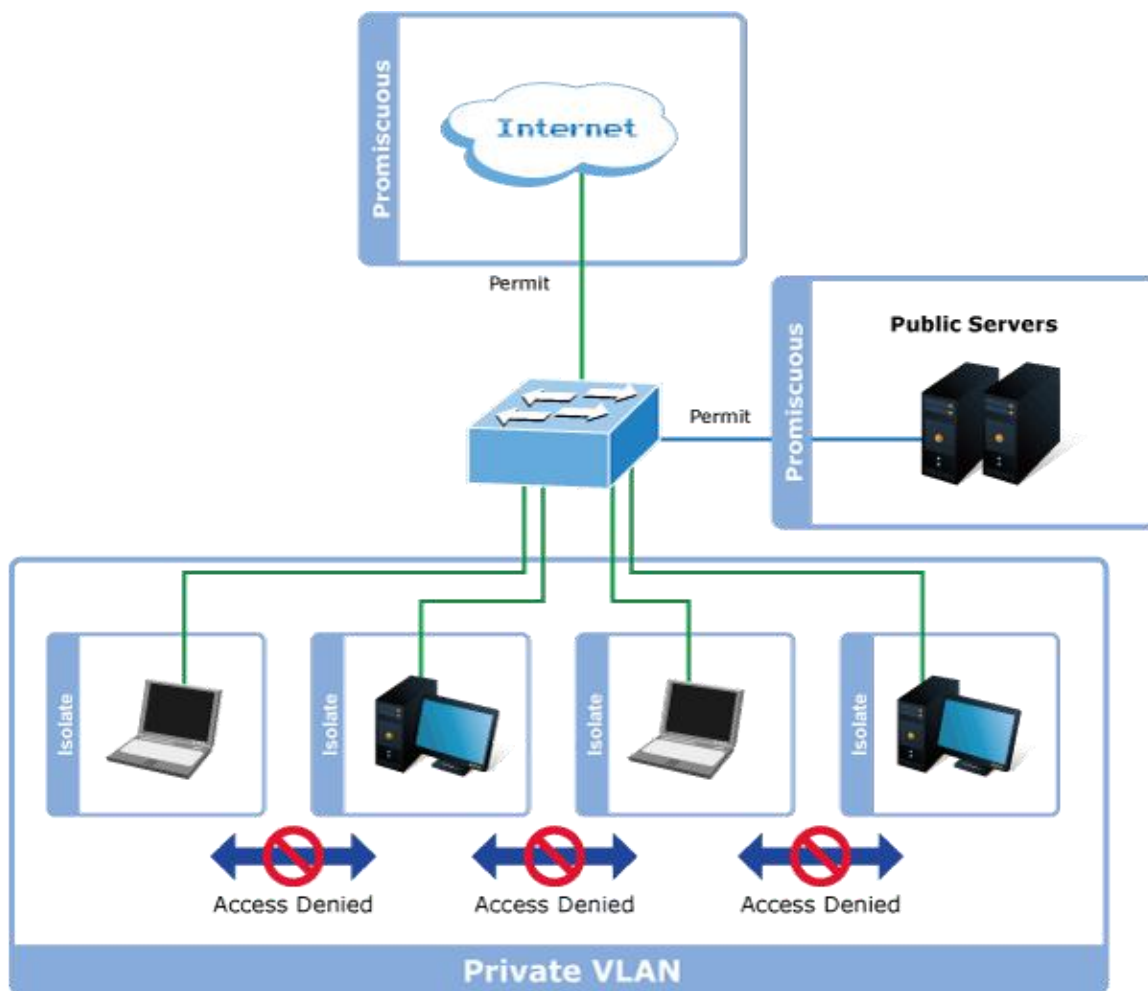 Promiscuous
Internet
Permit
Promiscuous
Public Servers
Permit
Isolate
Isolate
Isolate
Isolate
Access Denied
Access Denied
Access Denied
Private VLAN